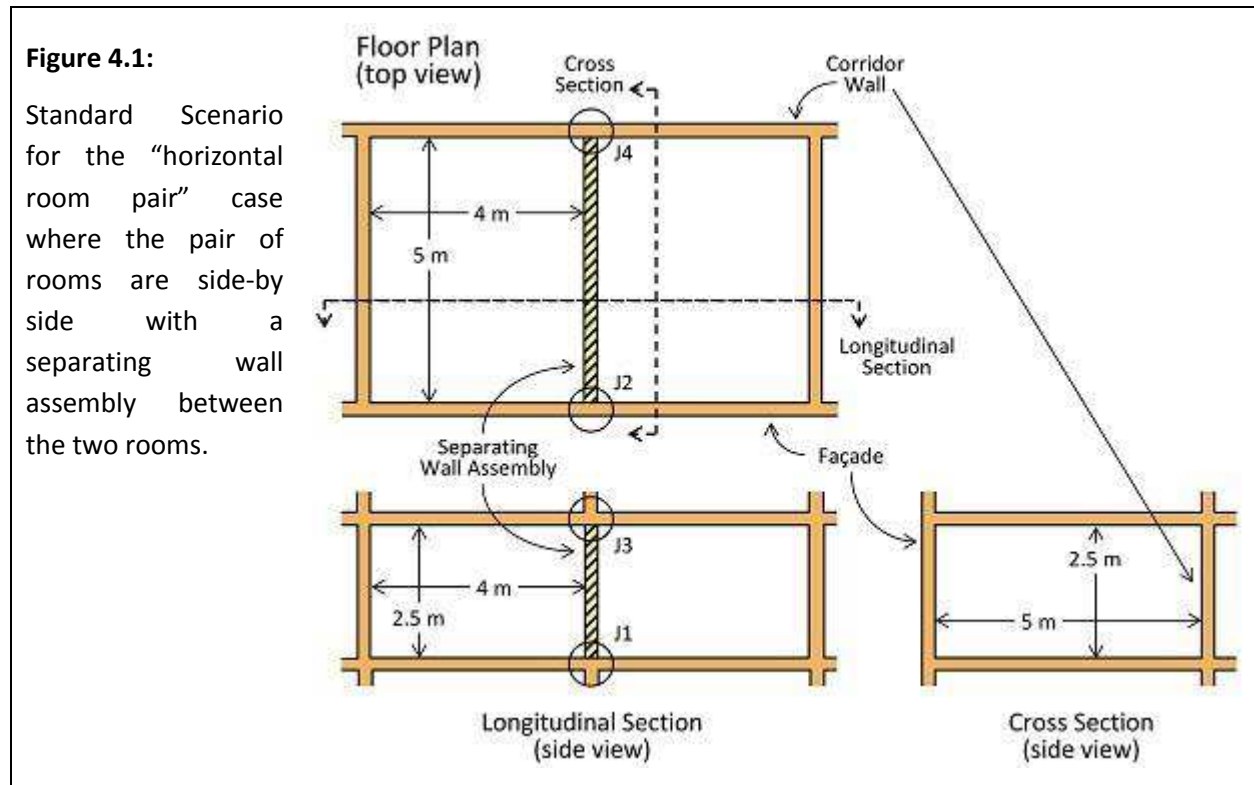 Figure 4.1:
Standard Scenario
for the “horizontal
room pair” case
where the pair of
rooms are side-by
side with a
separating wall
assembly between
the two rooms.
Floor Plan
(top view)
Cross
Section
Corridor
Wall
J4
4 m
5 m
Longitudinal
Section
J2
Separating
Wall Assembly
Façade
J3
4 m
2.5 m
J1
2.5 m
5 m
Longitudinal Section
(side view)
Cross Section
(side view)